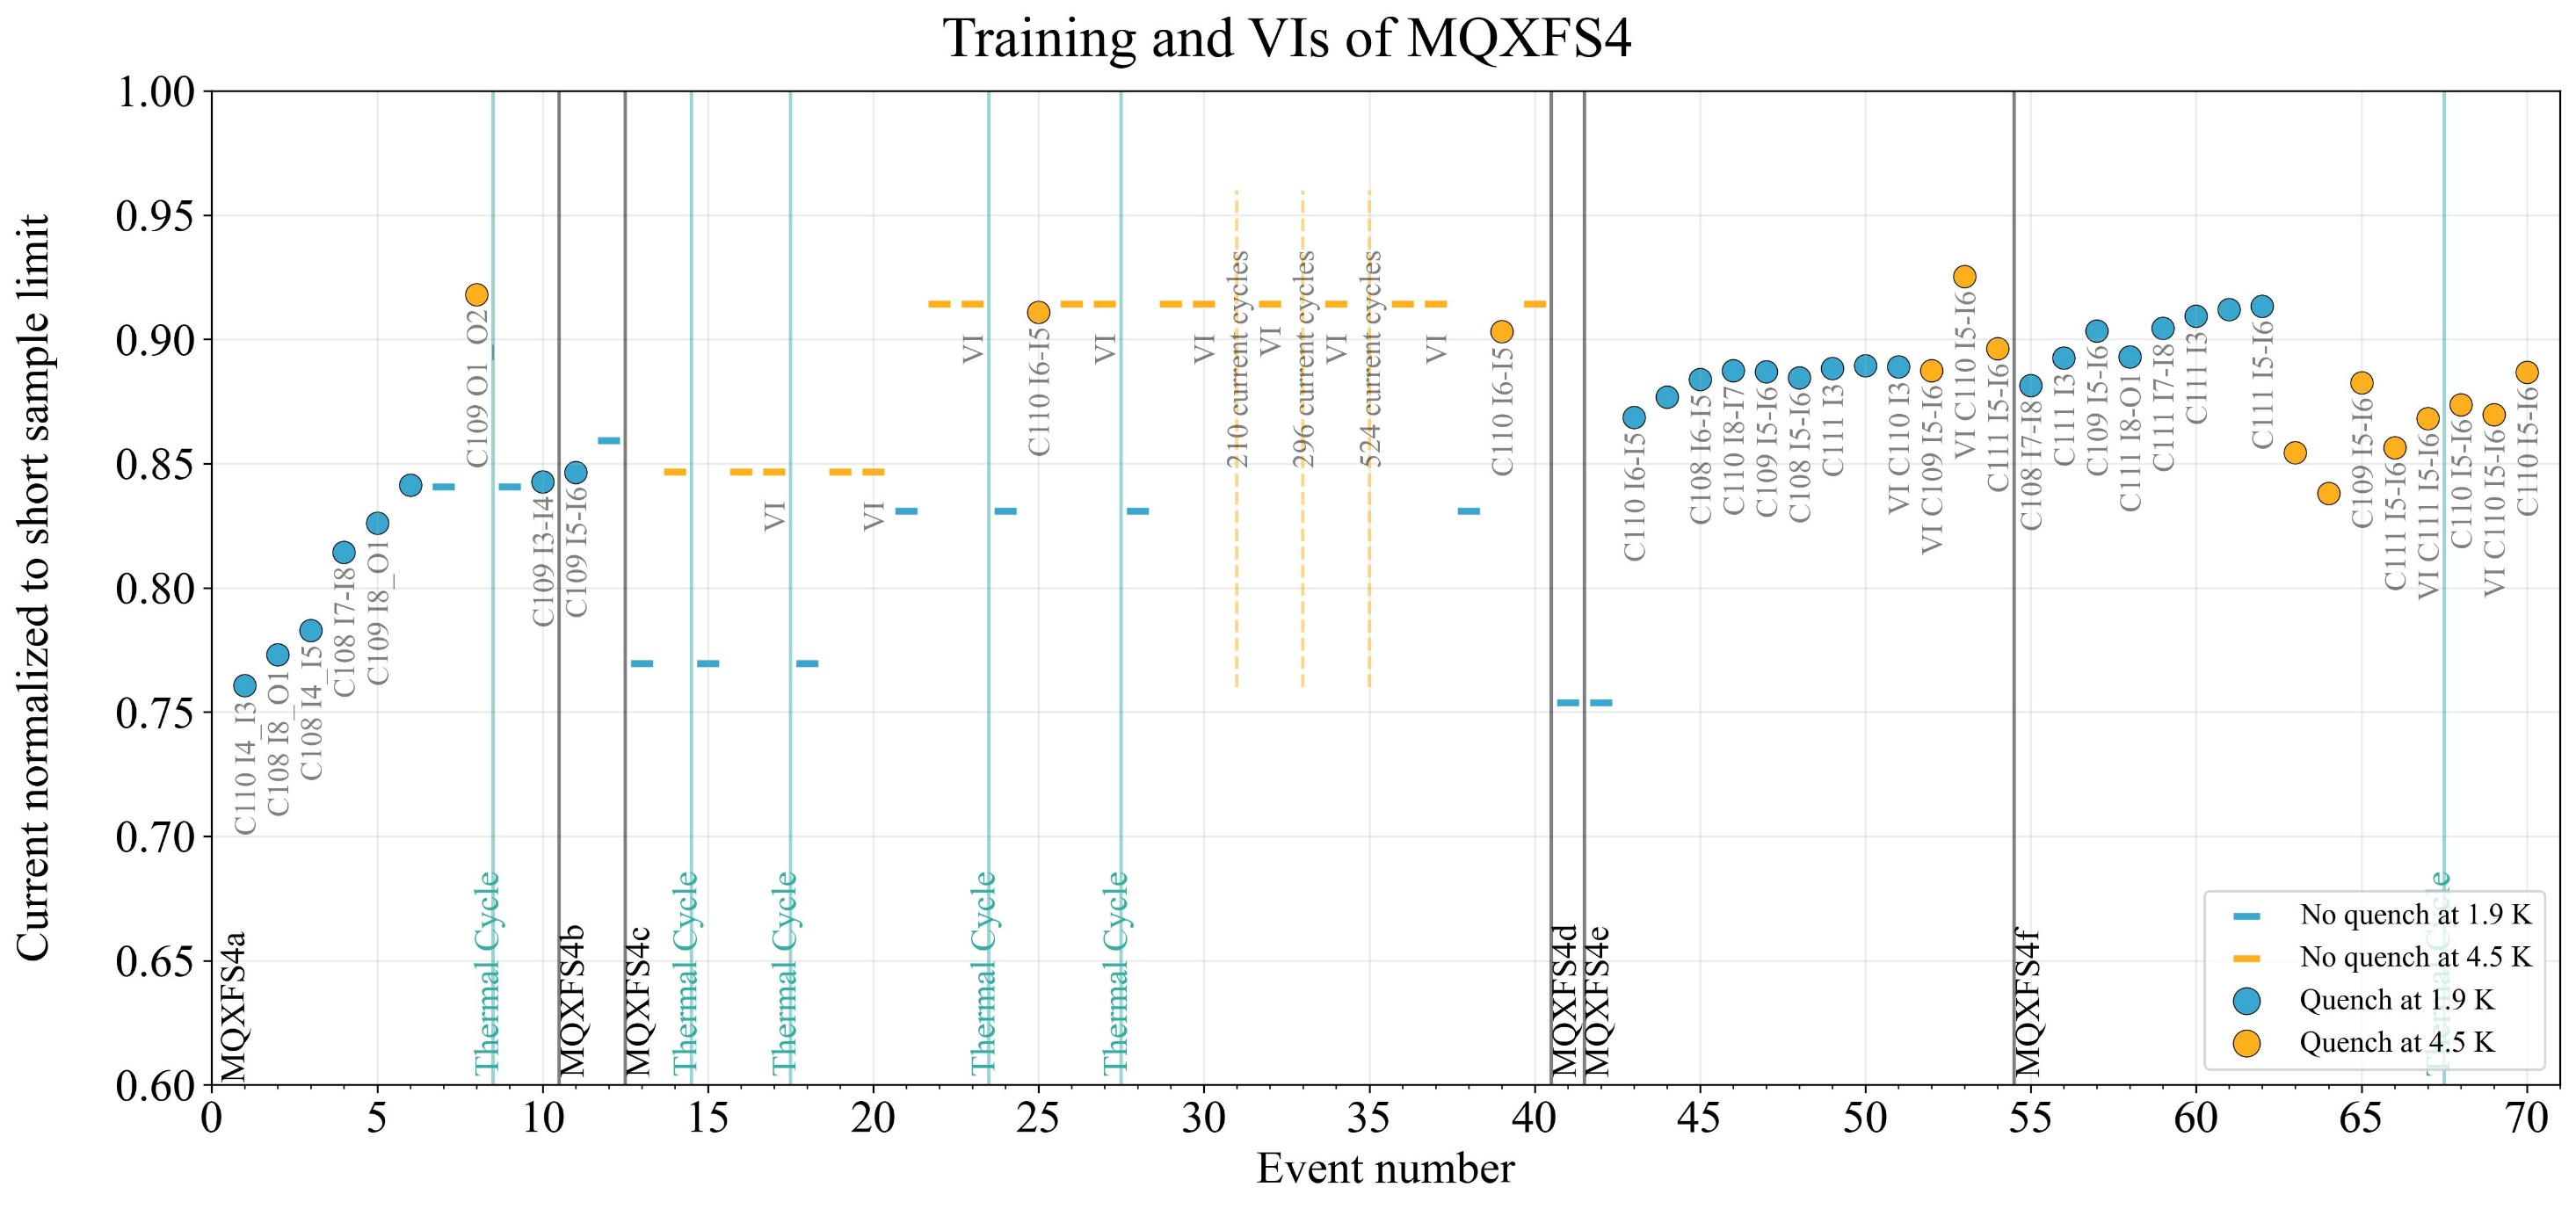 Training and VIs of MQXFS4
Current normalized to short sample limit
1.00
0.95
0.90
0.85
0.80
0.75
0.70
0.65
0.60
C110 I4_I3
C108 I8_O1
C108 I4_I5
C108 I7-I8
C109 I8_O1
C109 O1_O2
C109 I3-I4
C109 I5-I6
VI
VI
VI
C110 I6-I5
VI
VI
210 current cycles
VI
296 current cycles
VI
524 current cycles
VI
C110 I6-I5
C110 I6-I5
C108 I6-I5
C110 I8-I7
C109 I5-I6
C108 I5-I6
C111 I3
VI C110 I3
VI C109 I5-I6
VI C110 I5-I6
C111 I5-I6
C108 I7-I8
C111 I3
C109 I5-I6
C111 I8-O1
C111 I7-I8
C111 I3
C111 I5-I6
C109 I5-I6
C111 I5-I6
VI C111 I5-I6
C110 I5-I6
VI C110 I5-I6
C110 I5-I6
MQXFS4a
Thermal Cycle
MQXFS4b
MQXFS4c
Thermal Cycle
Thermal Cycle
Thermal Cycle
Thermal Cycle
MQXFS4d
MQXFS4e
MQXFS4f
Thermal Cycle
No quench at 1.9 K
No quench at 4.5 K
Quench at 1.9 K
Quench at 4.5 K
0 5 10 15 20 25 30 35 40 45 50 55 60 65 70
Event number